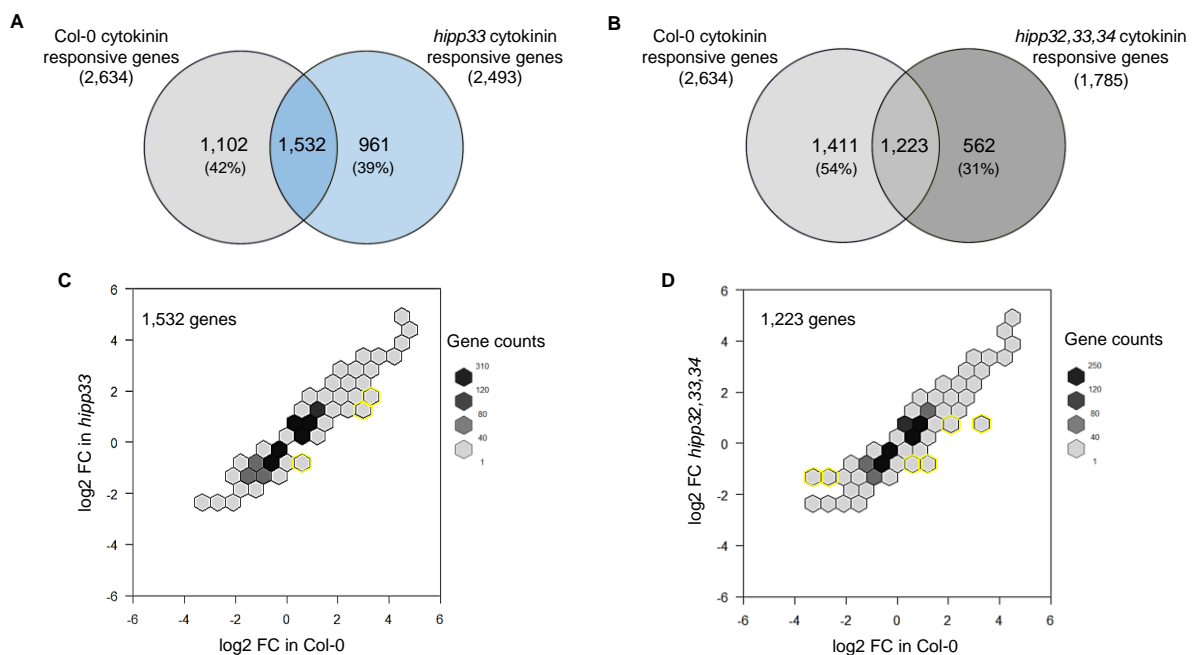 A
Col-0 cytokinin
responsive genes
(2,634)
hipp33 cytokinin
responsive genes
(2,493)
1,102
(42%)
1,532
961
(39%)
B
Col-0 cytokinin
responsive genes
(2,634)
hipp32,33,34 cytokinin
responsive genes
(1,785)
1,411
(54%)
1,223
562
(31%)
C
1,532 genes
log2 FC in hipp33
6
4
2
0
-2
-4
-6
-6
-4
-2
0
2
4
6
log2 FC in Col-0
Gene counts
310
120
80
40
1
D
1,223 genes
log2 FC hipp32,33,34
6
4
2
0
-2
-4
-6
-6
-4
-2
0
2
4
6
log2 FC in Col-0
Gene counts
250
120
80
40
1